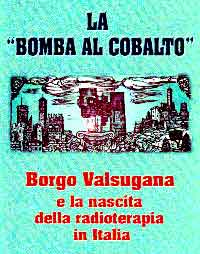 LA
"BOMBA AL COBALTO"
Borgo Valsugana
e la nascita
della radioterapia
in Italia